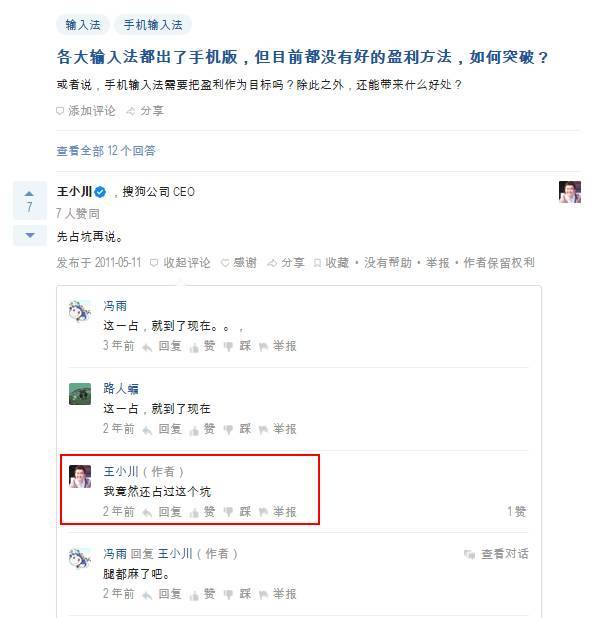 输入法 手机输入法
各大输入法都出了手机版，但目前都没有好的盈利方法，如何突破？
或者说，手机输入法需要把盈利作为目标吗？除此之外，还能带来什么好处？
添加评论 分享
查看全部 12 个回答
7
王小川 ，搜狗公司 CEO
7 人赞同
先占坑再说。
发布于 2011-05-11 收起评论 感谢 分享 收藏 • 没有帮助 • 举报 • 作者保留权利
冯雨
这一占，就到了现在。。，
3 年前 回复 赞 踩 举报
路人蝙
这一占，就到了现在
2 年前 回复 赞 踩 举报
王小川（作者）
我竟然还占过这个坑
2 年前 回复 赞 踩 举报 1 赞
冯雨 回复 王小川（作者） 查看对话
腿都麻了吧。
2 年前 回复 赞 踩 举报